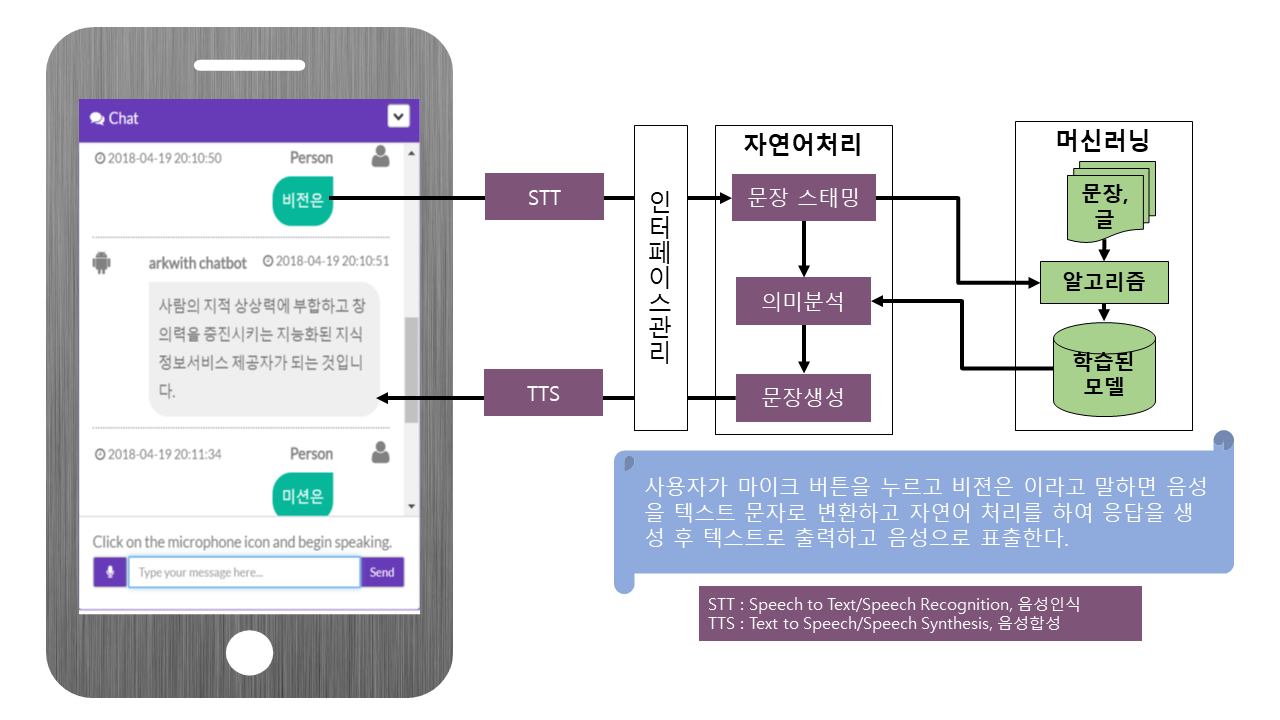 Chat
2018-04-19 20:10:50 Person
비전은
arkwith chatbot 2018-04-19 20:10:51
사람의 지적 상상력에 부합하고 창
의력을 증진시키는 지능화된 지식
정보서비스 제공자가 되는 것입니
다.
2018-04-19 20:11:34 Person
미션은
Click on the microphone icon and begin speaking.
Type your message here...
Send
STT
TTS
인터페이스관리
자연어처리
문장 스태밍
의미분석
문장생성
머신러닝
문장,
글
알고리즘
학습된
모델
사용자가 마이크 버튼을 누르고 비젼은 이라고 말하면 음성
을 텍스트 문자로 변환하고 자연어 처리를 하여 응답을 생
성 후 텍스트로 출력하고 음성으로 표출한다.
STT : Speech to Text/Speech Recognition, 음성인식
TTS : Text to Speech/Speech Synthesis, 음성합성